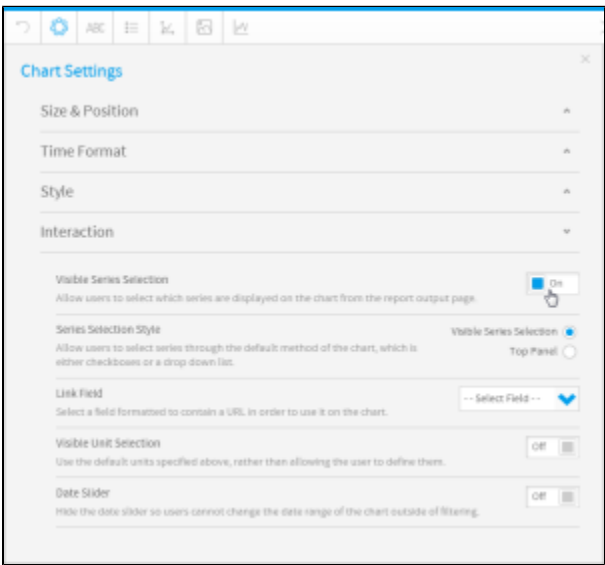 ABC
Chart Settings
Size & Position
Time Format
Style
Interaction
Visible Series Selection
On
Allow users to select which series are displayed on the chart from the report output page.
Series Selection Style
Visible Series Selection
Allow users to select series through the default method of the chart, which is
Top Panel
either checkboxes or a drop down list.
Link Field
-- Select Field --
Select a field formatted to contain a URL in order to use it on the chart.
Visible Unit Selection
Off
Use the default units specified above, rather than allowing the user to define them.
Date Slider
Off
Hide the date slider so users cannot change the date range of the chart outside of filtering.